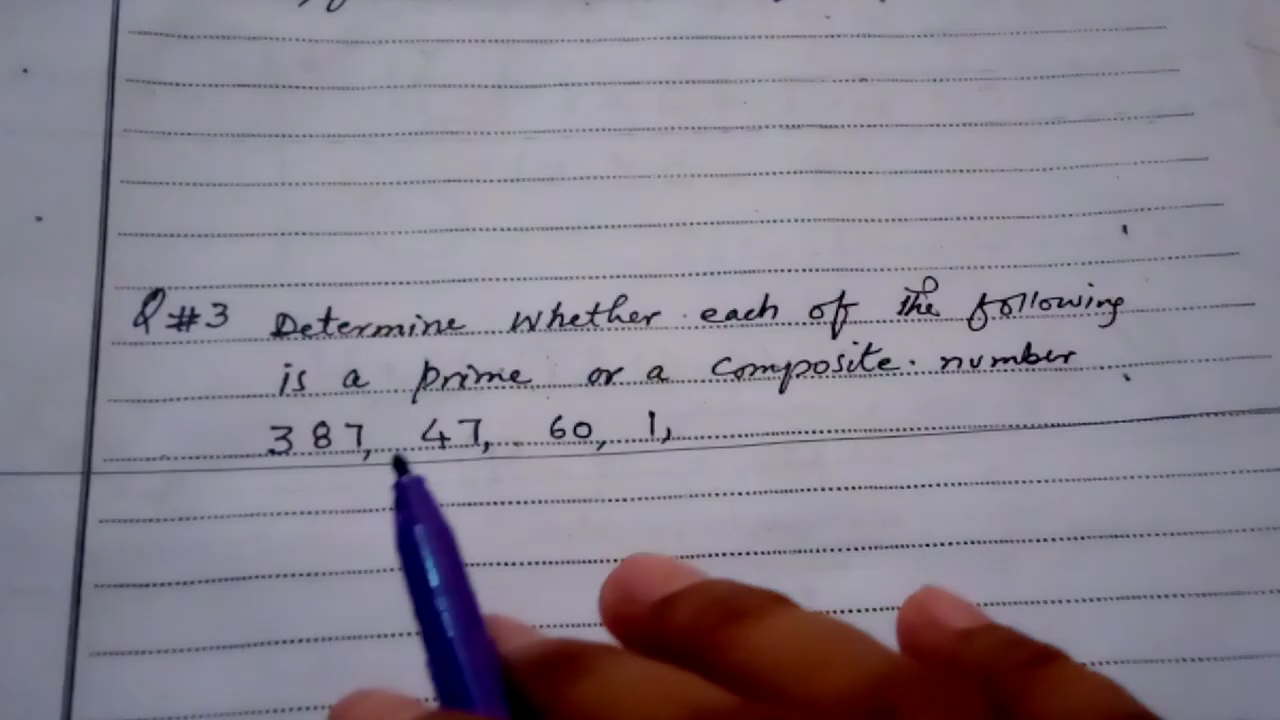 Q#3 Determine whether each of the following
is a prime or a composite. number
387, 47, 60, 1,